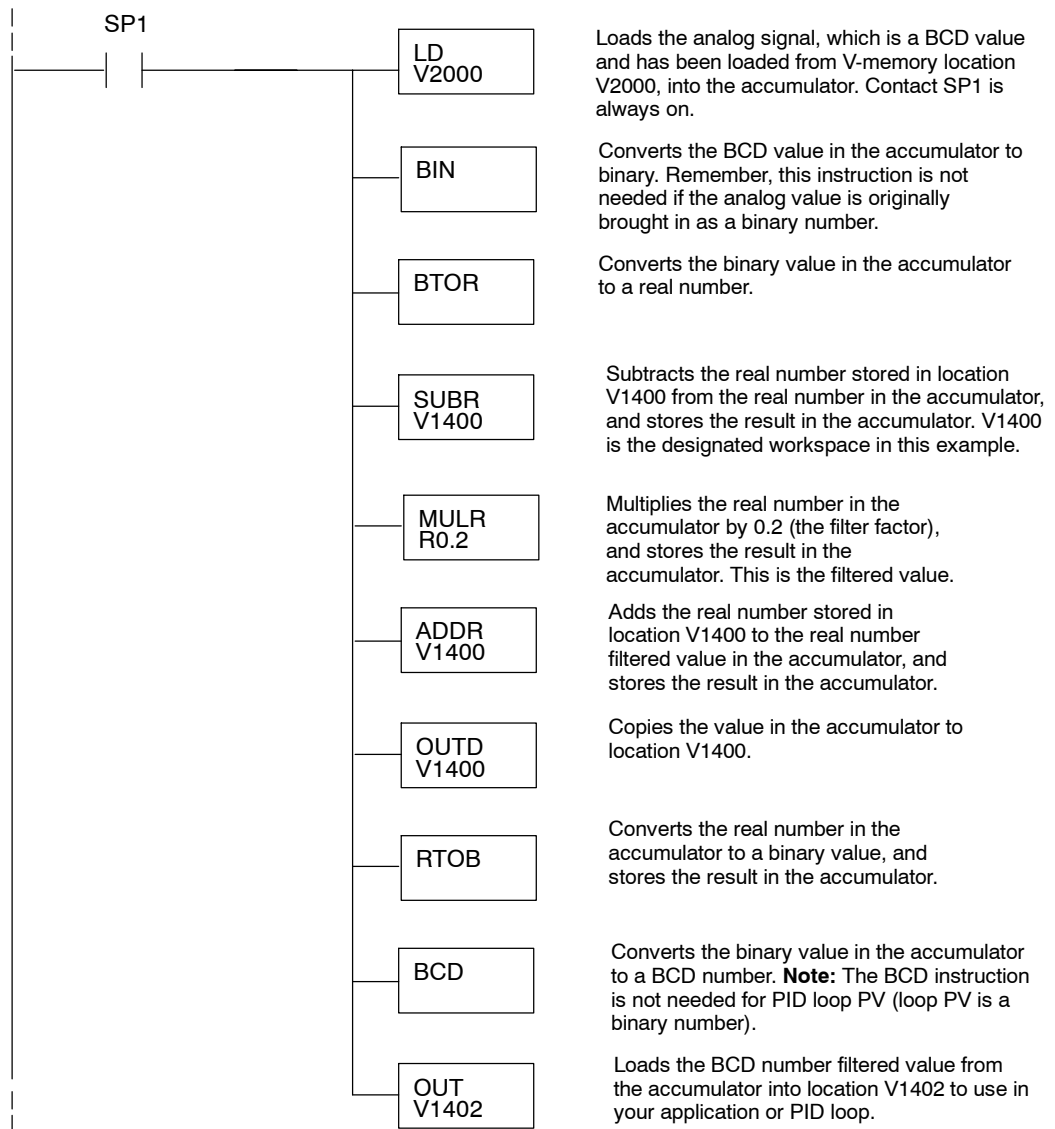 SP1
LD
V2000
Loads the analog signal, which is a BCD value
and has been loaded from V-memory location
V2000, into the accumulator. Contact SP1 is
always on.
BIN
Converts the BCD value in the accumulator to
binary. Remember, this instruction is not
needed if the analog value is originally
brought in as a binary number.
BTOR
Converts the binary value in the accumulator
to a real number.
SUBR
V1400
Subtracts the real number stored in location
V1400 from the real number in the accumulator,
and stores the result in the accumulator. V1400
is the designated workspace in this example.
MULR
R0.2
Multiplies the real number in the
accumulator by 0.2 (the filter factor),
and stores the result in the
accumulator. This is the filtered value.
ADDR
V1400
Adds the real number stored in
location V1400 to the real number
filtered value in the accumulator, and
stores the result in the accumulator.
OUTD
V1400
Copies the value in the accumulator to
location V1400.
RTOB
Converts the real number in the
accumulator to a binary value, and
stores the result in the accumulator.
BCD
Converts the binary value in the accumulator
to a BCD number. Note: The BCD instruction
is not needed for PID loop PV (loop PV is a
binary number).
OUT
V1402
Loads the BCD number filtered value from
the accumulator into location V1402 to use in
your application or PID loop.